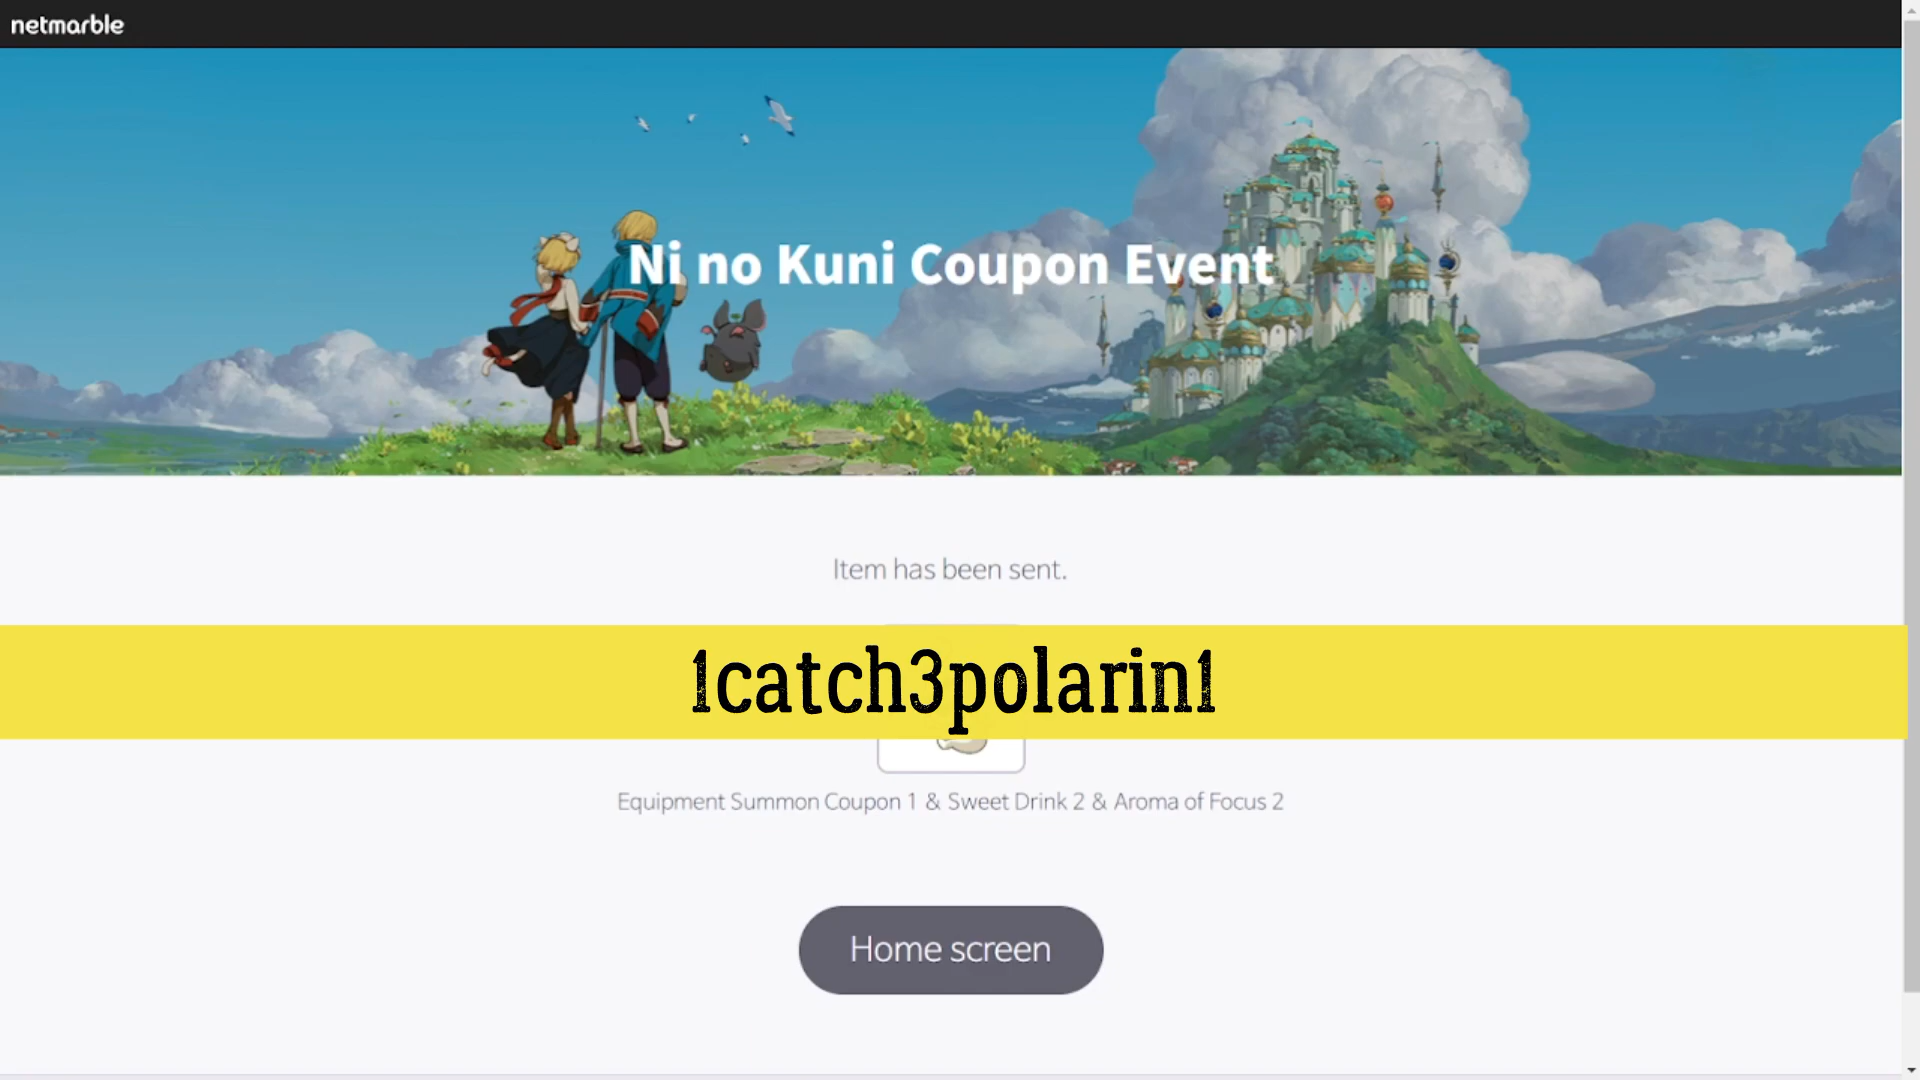 netmarble
Ni no Kuni Coupon Event
Item has been sent.
1catch3polarin1
Equipment Summon Coupon 1 & Sweet Drink 2 & Aroma of Focus 2
Home screen